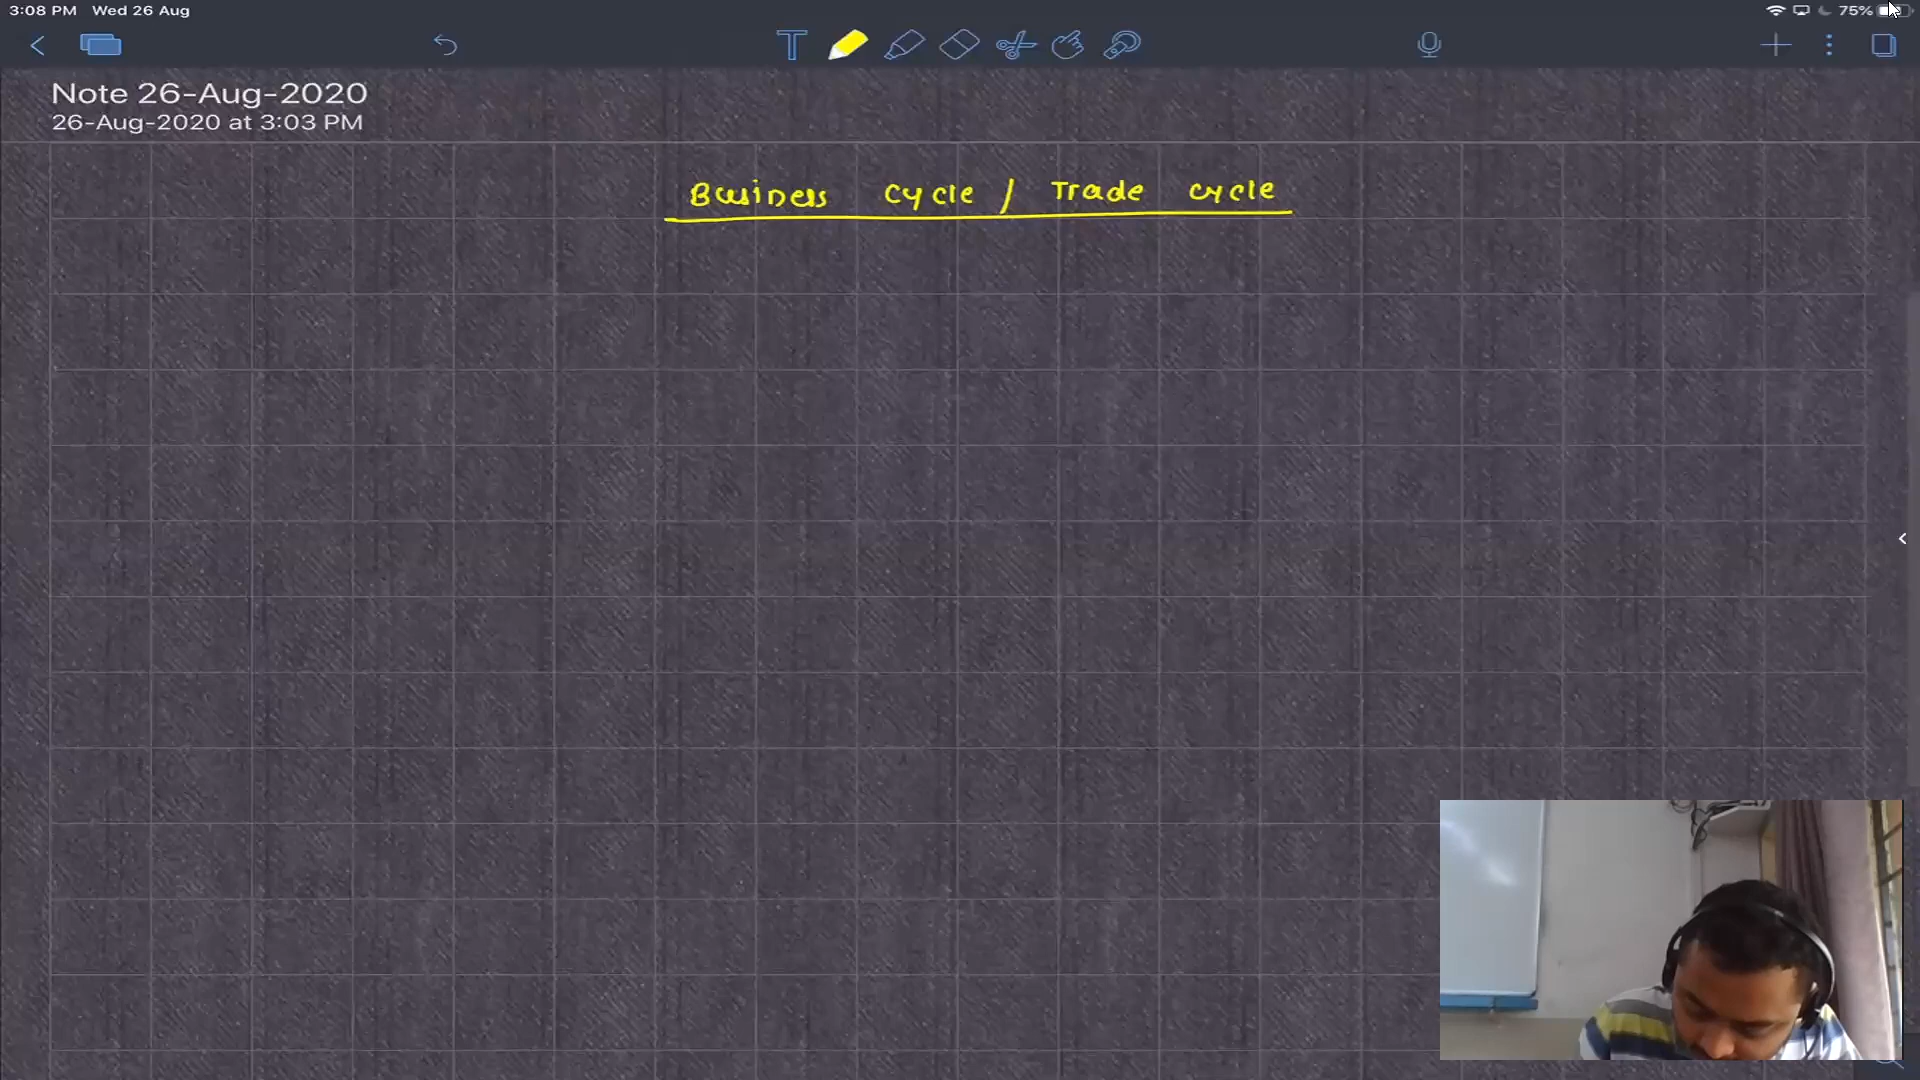 3:08 PM Wed 26 Aug
75%
Note 26-Aug-2020
26-Aug-2020 at 3:03 PM
Business cycle / Trade cycle